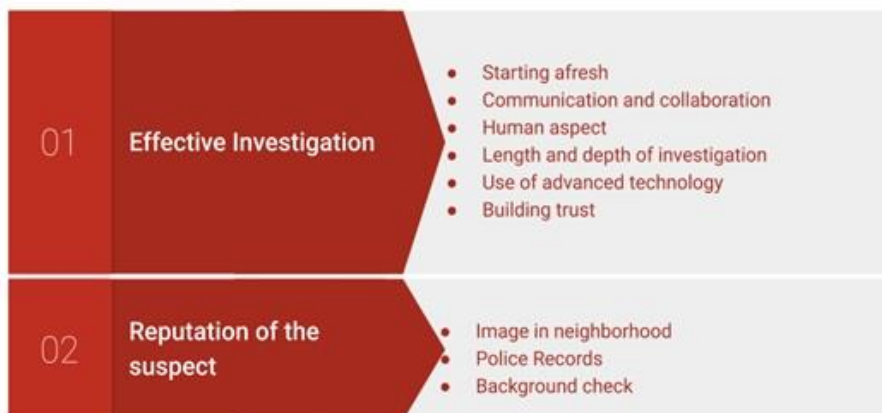 01
Effective Investigation
● Starting afresh
● Communication and collaboration
● Human aspect
● Length and depth of investigation
● Use of advanced technology
● Building trust
02
Reputation of the
suspect
● Image in neighborhood
● Police Records
● Background check